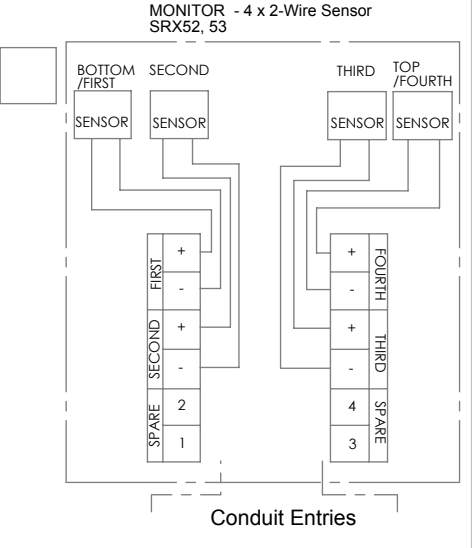 MONITOR - 4 x 2-Wire Sensor
SRX52, 53
BOTTOM
/FIRST
SECOND
THIRD
TOP
/FOURTH
SENSOR
SENSOR
SENSOR
SENSOR
FIRST
+
-
SECOND
+
-
SPARE
2
1
+
-
FOURTH
+
-
THIRD
4
3
SPARE
Conduit Entries